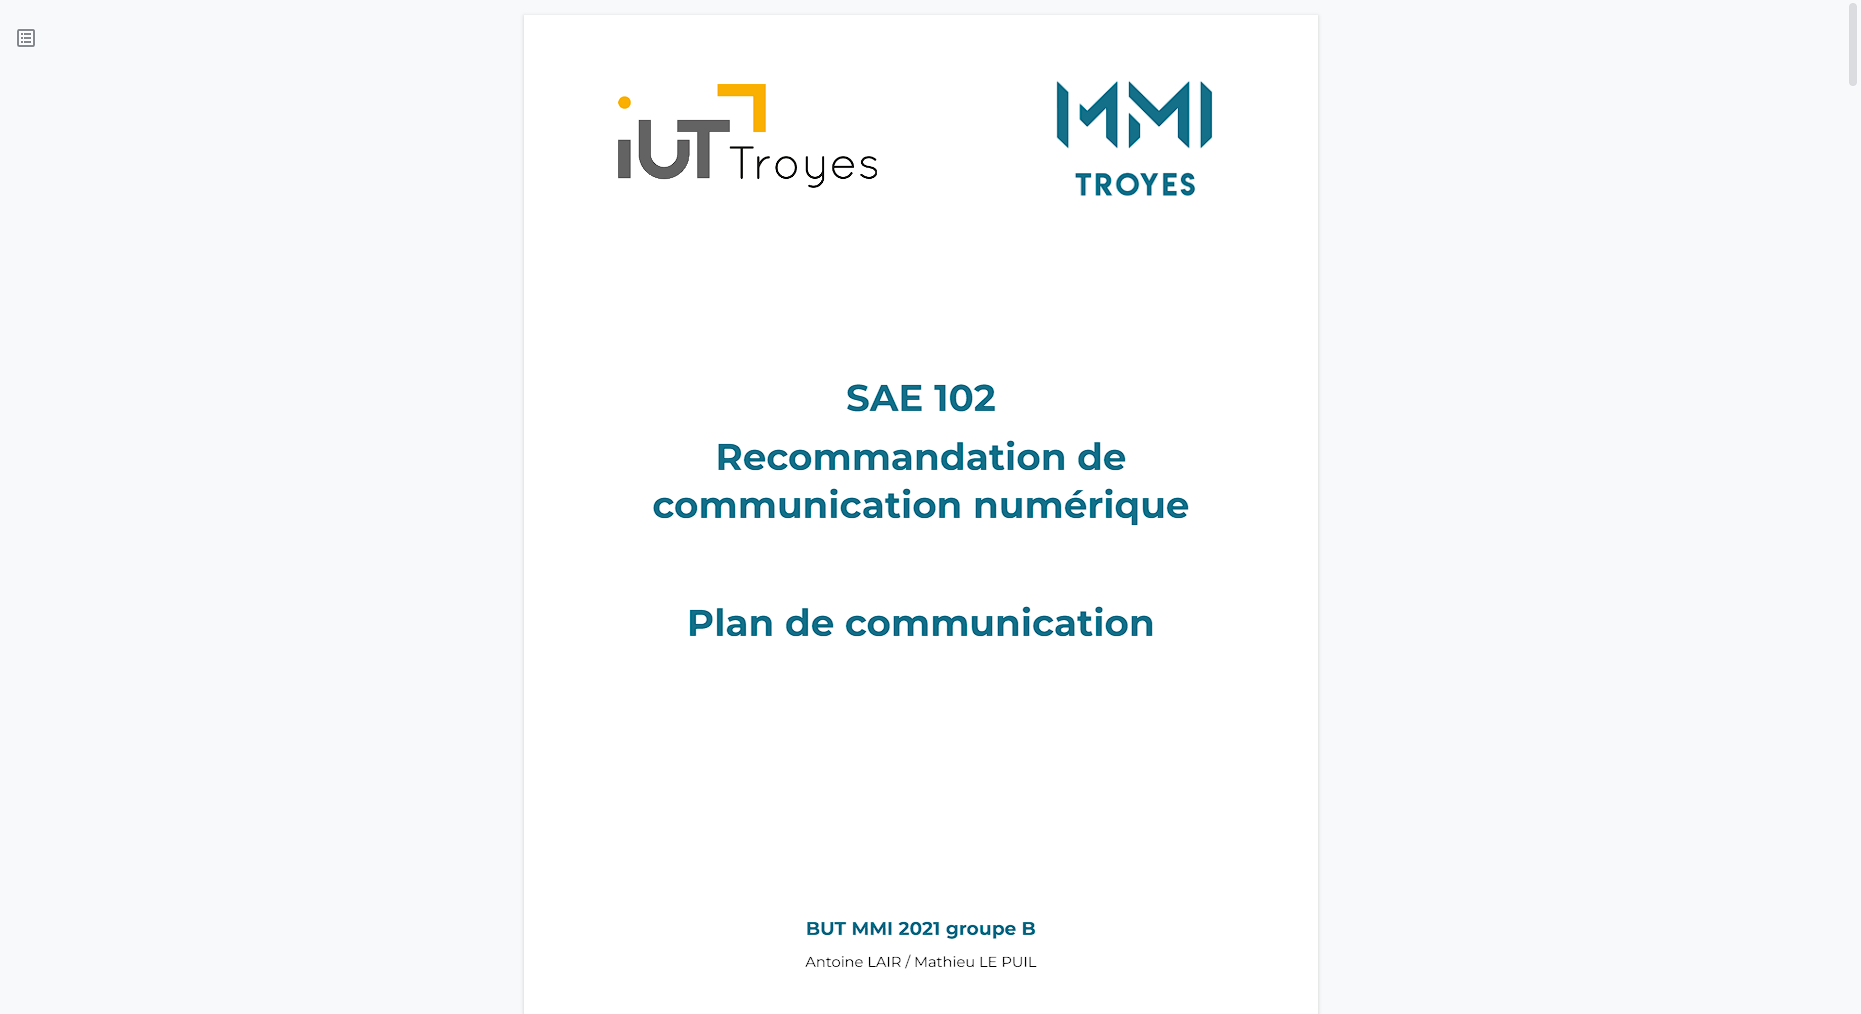 iUT Troyes
MMI
TROYES
SAE 102
Recommandation de
communication numérique
Plan de communication
BUT MMI 2021 groupe B
Antoine LAIR / Mathieu LE PUIL